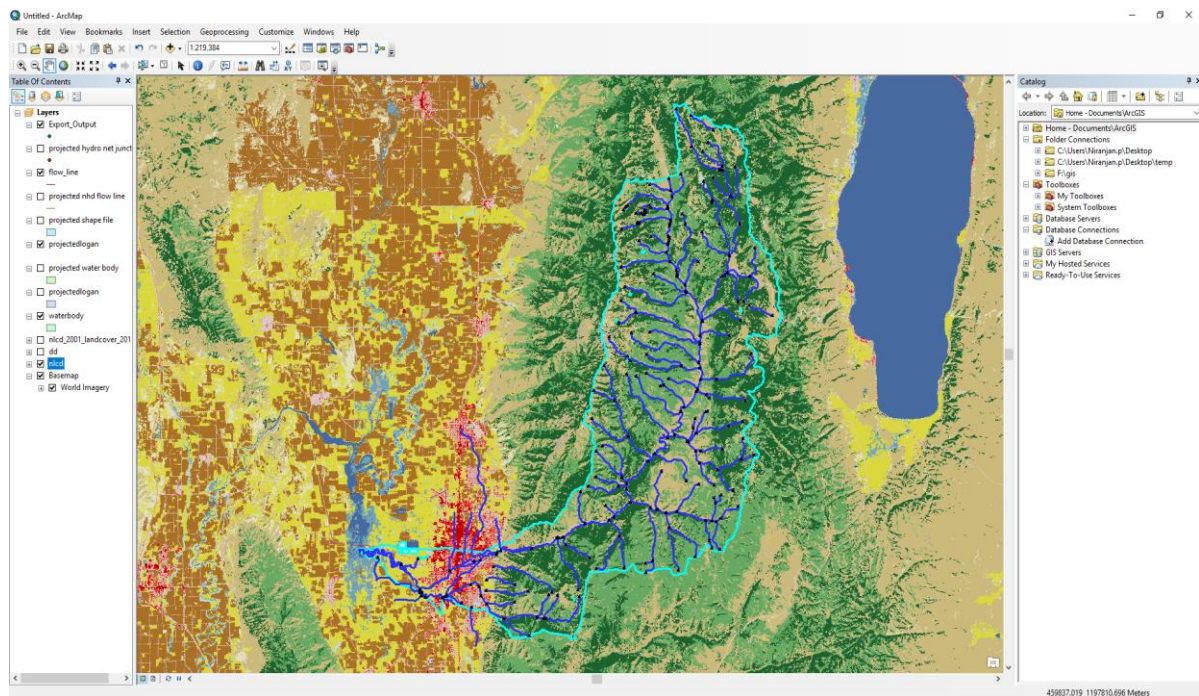 Untitled - ArcMap
File Edit View Bookmarks Insert Selection Geoprocessing Customize Windows Help
1:219,384
Table Of Contents
Layers
Export_Output
projected hydro net junct
flow_line
projected nhd flow line
projected shape file
projectedlogan
projected water body
projectedlogan
waterbody
nlcd_2001_landcover_201
dd
nlcd
Basemap
World Imagery
Catalog
Location: Home - Documents\ArcGIS
Home - Documents\ArcGIS
Folder Connections
C:\Users\Niranjan.p\Desktop
C:\Users\Niranjan.p\Desktop\temp
F:\gis
Toolboxes
My Toolboxes
System Toolboxes
Database Servers
Database Connections
Add Database Connection
GIS Servers
My Hosted Services
Ready-To-Use Services
459837.019 1197810.696 Meters